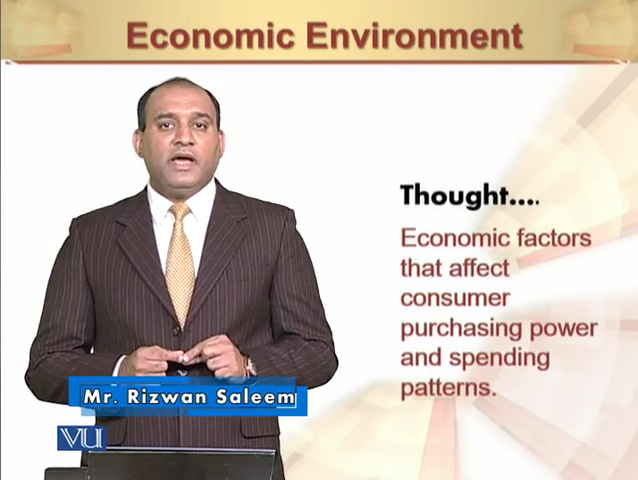 Economic Environment
Thought....
Economic factors
that affect
consumer
purchasing power
and spending
patterns.
Mr. Rizwan Saleem
VU